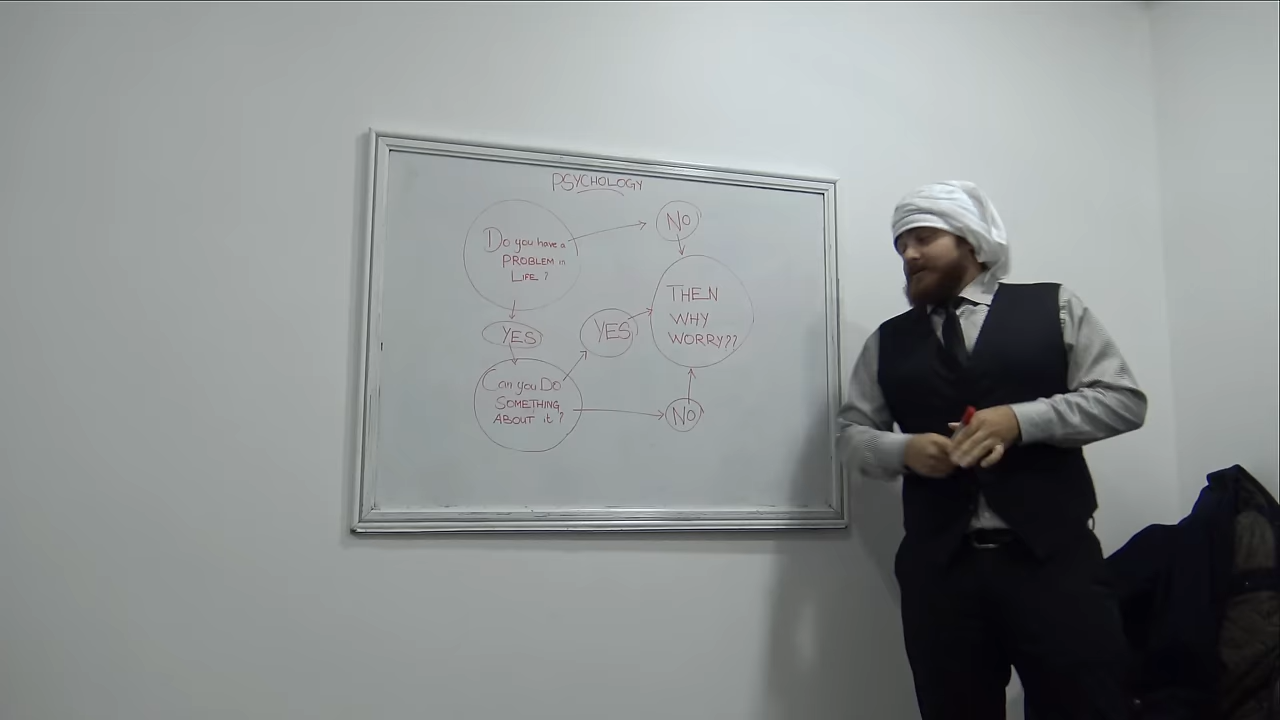 PSYCHOLOGY
Do you have a
PROBLEM in
LIFE?
NO
THEN
WHY
WORRY??
YES
YES
Can you Do
SOMETHING
ABOUT it?
NO